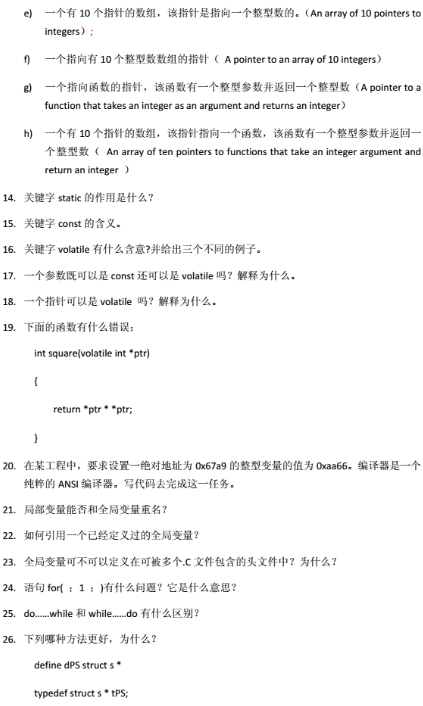 e) 一个有 10 个指针的数组，该指针是指向一个整型数的。（An array of 10 pointers to
integers）;
f) 一个指向有 10 个整型数数组的指针（ A pointer to an array of 10 integers）
g) 一个指向函数的指针，该函数有一个整型参数并返回一个整型数（A pointer to a
function that takes an integer as an argument and returns an integer）
h) 一个有 10 个指针的数组，该指针指向一个函数，该函数有一个整型参数并返回一
个整型数（ An array of ten pointers to functions that take an integer argument and
return an integer ）
14. 关键字 static 的作用是什么？
15. 关键字 const 的含义。
16. 关键字 volatile 有什么含意?并给出三个不同的例子。
17. 一个参数既可以是 const 还可以是 volatile 吗？解释为什么。
18. 一个指针可以是 volatile 吗？解释为什么。
19. 下面的函数有什么错误：
int square(volatile int *ptr)
{
return *ptr * *ptr;
}
20. 在某工程中，要求设置一绝对地址为 0x67a9 的整型变量的值为 0xaa66。编译器是一个
纯粹的 ANSI 编译器。写代码去完成这一任务。
21. 局部变量能否和全局变量重名？
22. 如何引用一个已经定义过的全局变量？
23. 全局变量可不可以定义在可被多个.C 文件包含的头文件中？为什么？
24. 语句 for( ；1 ；)有什么问题？它是什么意思？
25. do……while 和 while……do 有什么区别？
26. 下列哪种方法更好，为什么？
define dPS struct s *
typedef struct s * tPS;